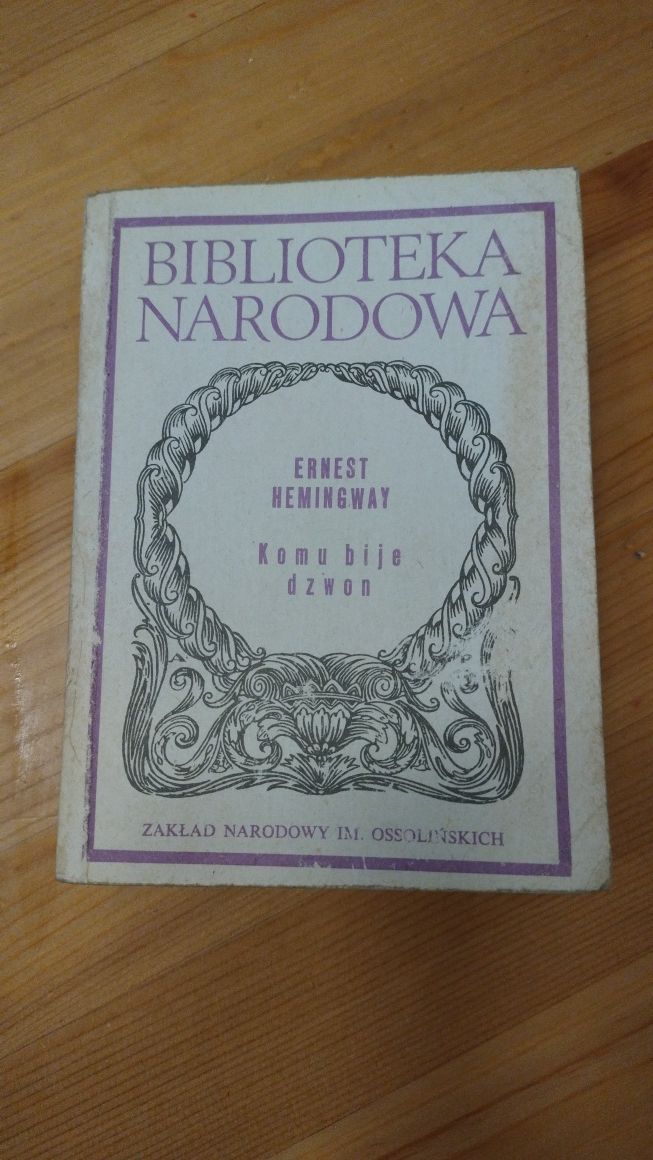 BIBLIOTEKA
NARODOWA
ERNEST
HEMINGWAY
Komu bije
dzwon
ZAKŁAD NARODOWY IM. OSSOLIŃSKICH